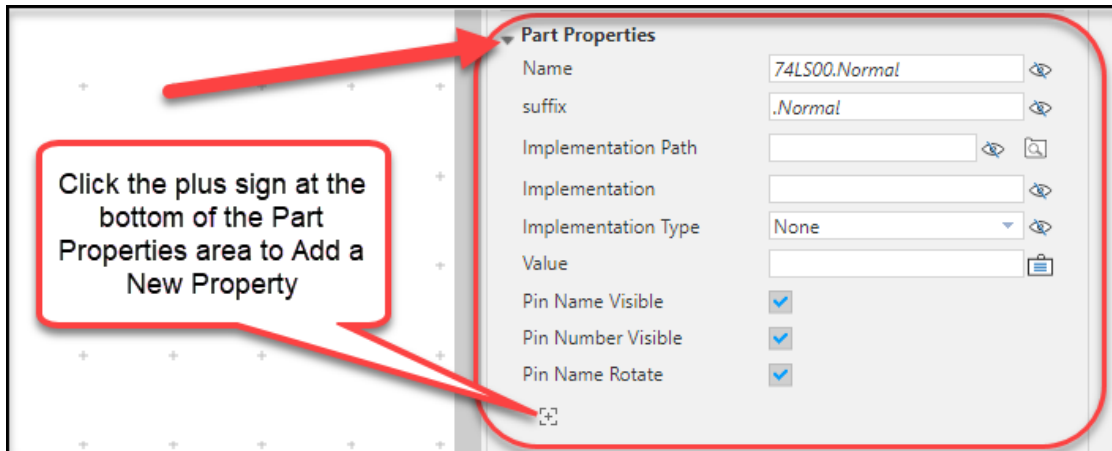 Part Properties
Name 74LS00.Normal
suffix .Normal
Implementation Path
Implementation
Implementation Type None
Value
Pin Name Visible
Pin Number Visible
Pin Name Rotate
Click the plus sign at the
bottom of the Part
Properties area to Add a
New Property